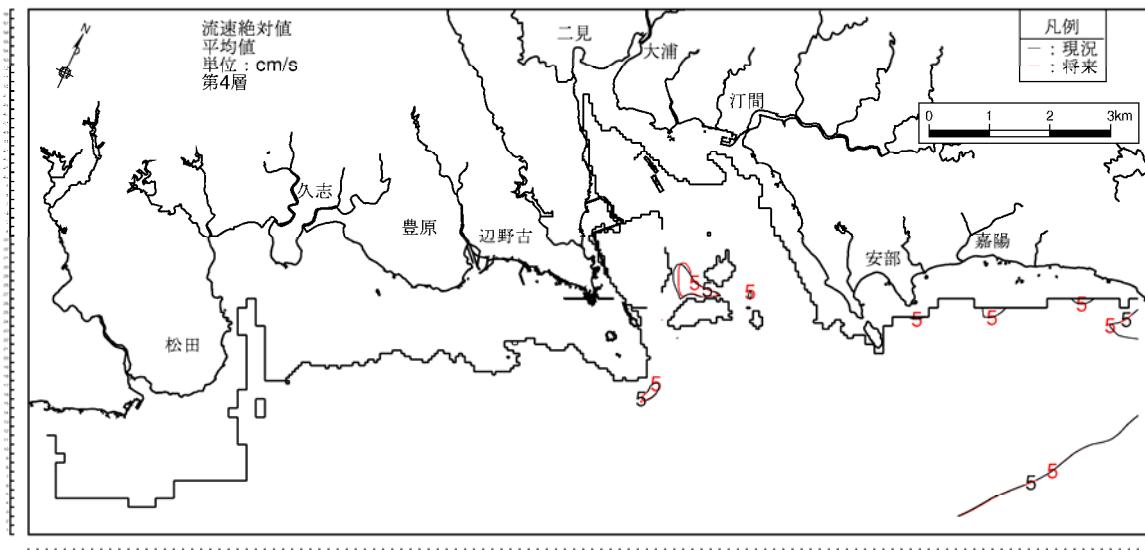 N
流速絶対値
平均値
単位：cm/s
第4層
凡例
― : 現況
― : 将来
0 1 2 3km
二見
大浦
汀間
久志
豊原
辺野古
安部
嘉陽
松田
5
5
5
5
5
5
5
5
5
5
5
5
5